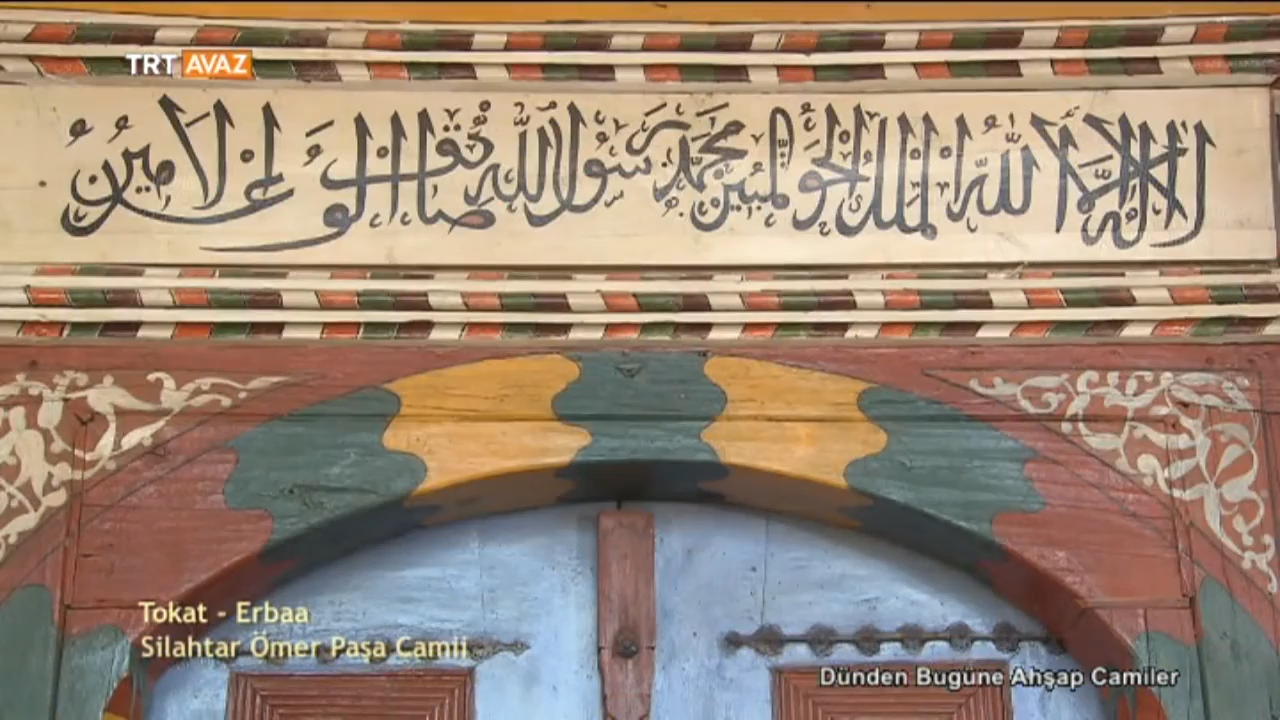 TRT AVAZ
لا إله إلا الله الملك الحق المبين محمد رسول الله صادق الوعد الأمين
Tokat - Erbaa
Silahtar Ömer Paşa Camii
Dünden Bugüne Ahşap Camiler